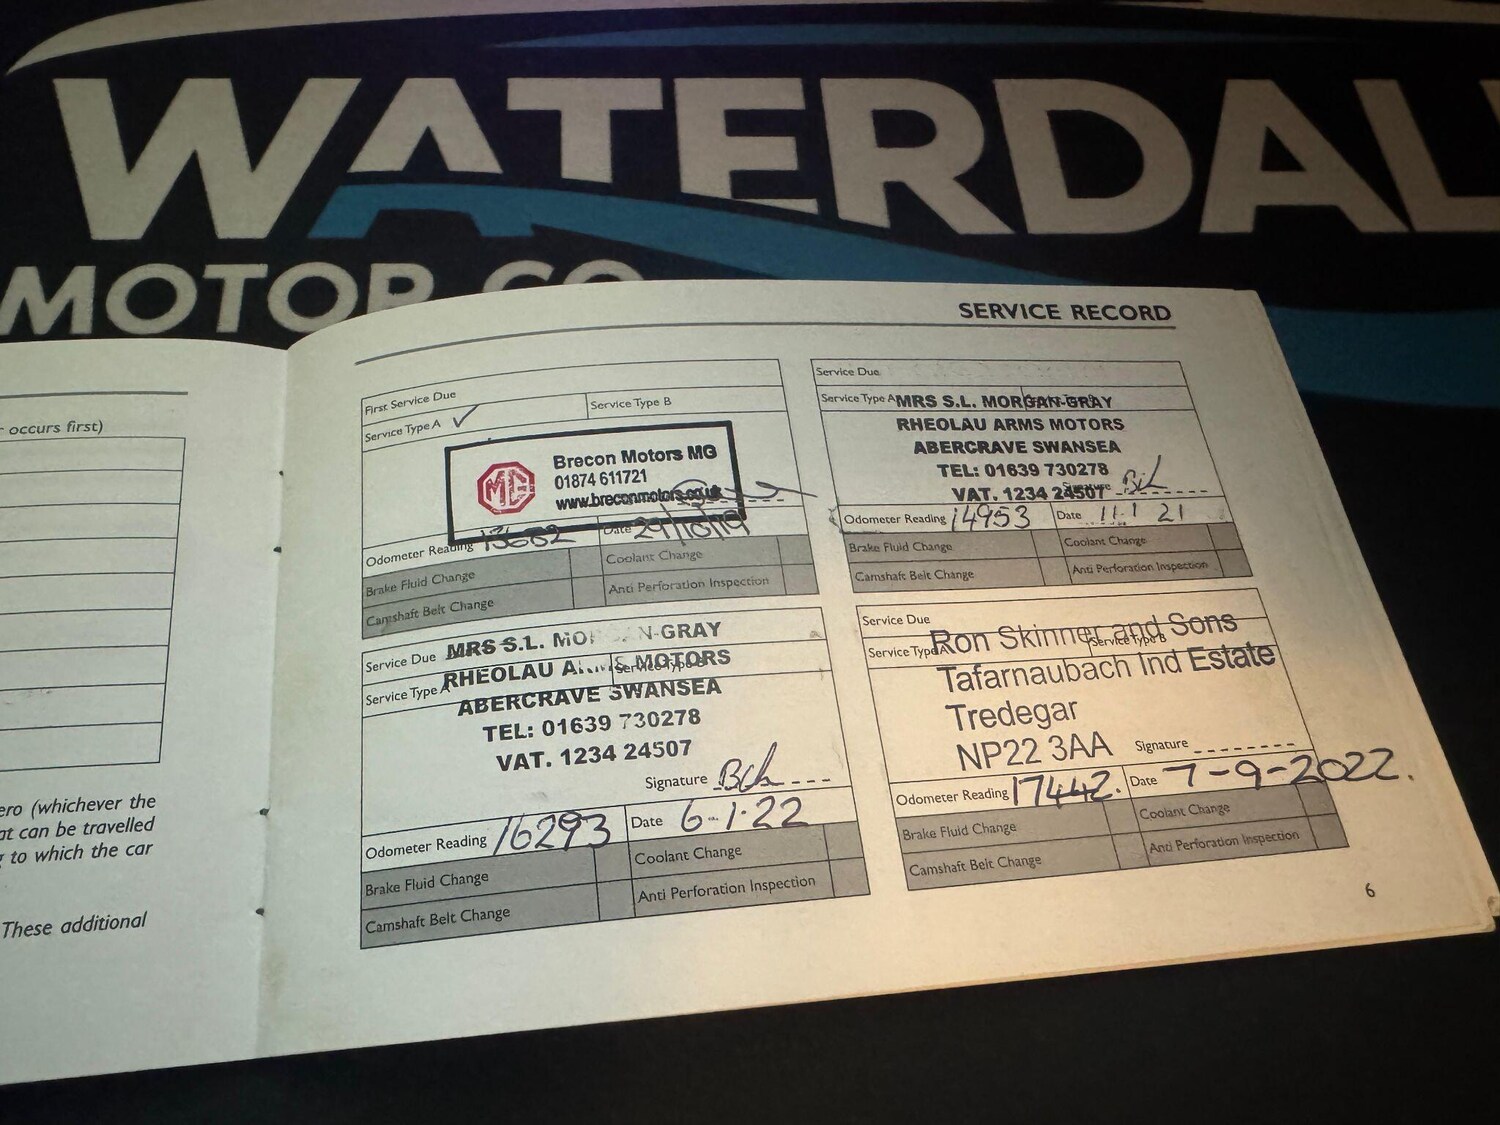 WATERDAL
MOTOR CO
SERVICE RECORD
r occurs first)
ero (whichever the
at can be travelled
g to which the car
These additional
First Service Due
Service Type A ✓ Service Type B
MG
Brecon Motors MG
01874 611721
www.breconmotors.co.uk
Odometer Reading 13682 Date 29/10/19
Brake Fluid Change Coolant Change
Camshaft Belt Change Anti Perforation Inspection
Service Due
Service Type A
MRS S.L. MORGAN-GRAY
RHEOLAU ARMS MOTORS
ABERCRAVE SWANSEA
TEL: 01639 730278
VAT. 1234 24507
Signature
Odometer Reading 14953 Date 11.1 21
Brake Fluid Change Coolant Change
Camshaft Belt Change Anti Perforation Inspection
Service Due MRS S.L. MO N-GRAY
Service Type A Service Type B
RHEOLAU A MOTORS
ABERCRAVE SWANSEA
TEL: 01639 730278
VAT. 1234 24507
Signature
Odometer Reading 16293 Date 6-1-22
Brake Fluid Change Coolant Change
Camshaft Belt Change Anti Perforation Inspection
Service Due
Service Type A Service Type B
Ron Skinner and Sons
Tafarnaubach Ind Estate
Tredegar
NP22 3AA Signature
Odometer Reading 17442. Date 7-9-2022.
Brake Fluid Change Coolant Change
Camshaft Belt Change Anti Perforation Inspection
6